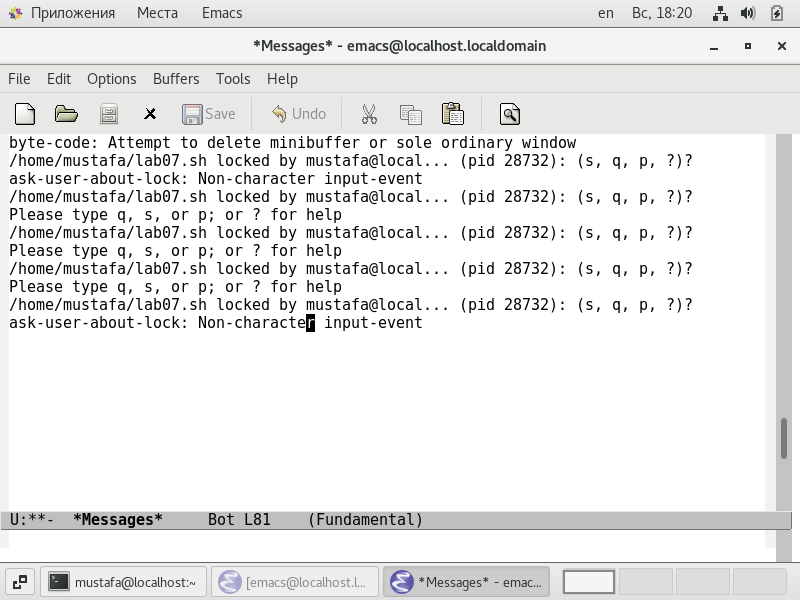 Приложения Места Emacs en Вс, 18:20
*Messages* - emacs@localhost.localdomain
File Edit Options Buffers Tools Help
Save Undo
byte-code: Attempt to delete minibuffer or sole ordinary window
/home/mustafa/lab07.sh locked by mustafa@local... (pid 28732): (s, q, p, ?)?
ask-user-about-lock: Non-character input-event
/home/mustafa/lab07.sh locked by mustafa@local... (pid 28732): (s, q, p, ?)?
Please type q, s, or p; or ? for help
/home/mustafa/lab07.sh locked by mustafa@local... (pid 28732): (s, q, p, ?)?
Please type q, s, or p; or ? for help
/home/mustafa/lab07.sh locked by mustafa@local... (pid 28732): (s, q, p, ?)?
Please type q, s, or p; or ? for help
/home/mustafa/lab07.sh locked by mustafa@local... (pid 28732): (s, q, p, ?)?
ask-user-about-lock: Non-character input-event
U:**- *Messages* Bot L81 (Fundamental)
mustafa@localhost:~ [emacs@localhost.l... *Messages* - emac...